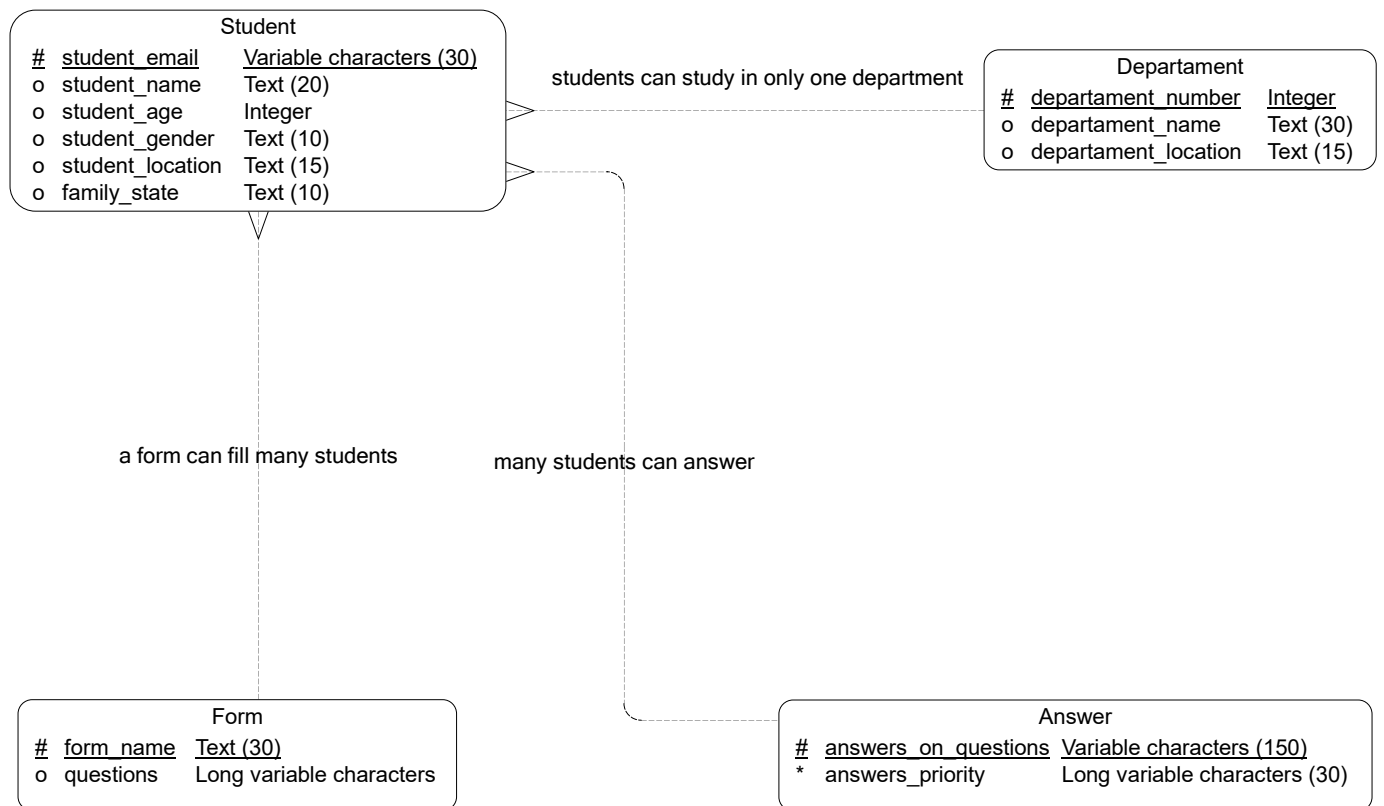 Student
# student_email Variable characters (30)
o student_name Text (20)
o student_age Integer
o student_gender Text (10)
o student_location Text (15)
o family_state Text (10)
students can study in only one department
Departament
# departament_number Integer
o departament_name Text (30)
o departament_location Text (15)
a form can fill many students
many students can answer
Form
# form_name Text (30)
o questions Long variable characters
Answer
# answers_on_questions Variable characters (150)
* answers_priority Long variable characters (30)